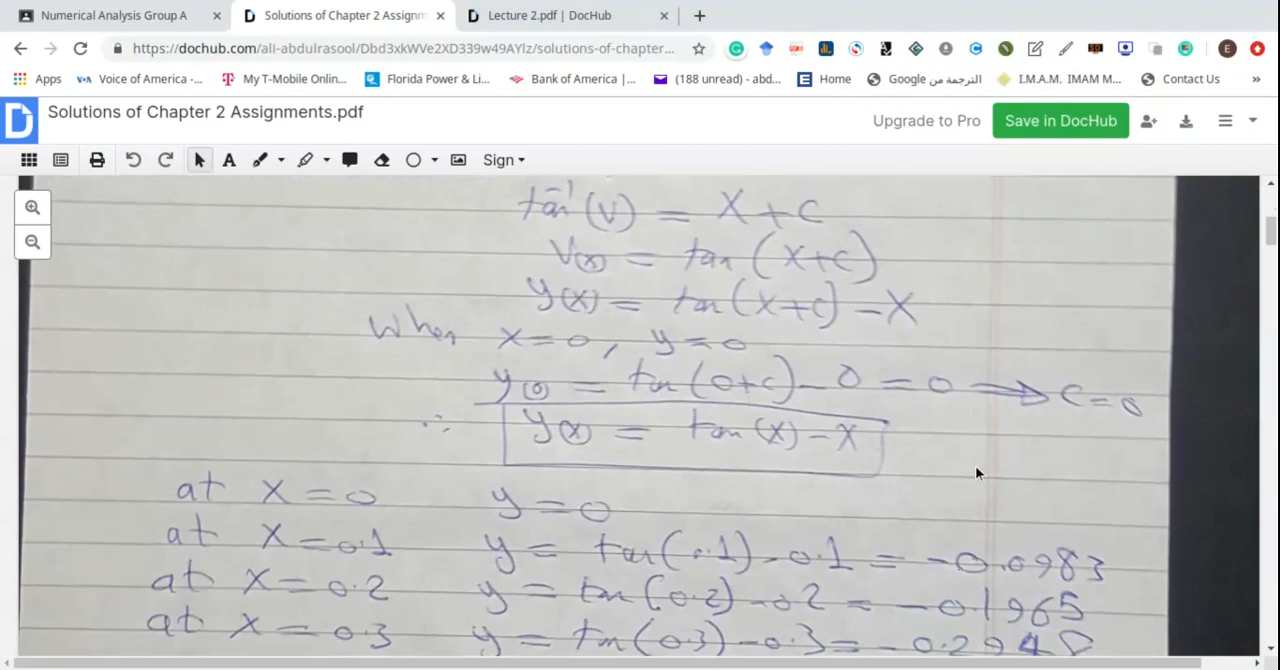 Numerical Analysis Group A
Solutions of Chapter 2 Assignm
Lecture 2.pdf | DocHub
https://dochub.com/ali-abdulrasool/Dbd3xkWVe2XD339w49AYlz/solutions-of-chapter...
Apps
Voice of America -...
My T-Mobile Onlin...
Florida Power & Li...
Bank of America |...
(188 unread) - abd...
Home
الترجمة من Google
I.M.A.M. IMAM M...
Contact Us
»
Solutions of Chapter 2 Assignments.pdf
Upgrade to Pro
Save in DocHub
A
Sign
tan⁻¹(v) = x + c
v(x) = tan(x+c)
y(x) = tan(x+c) - x
When x=0, y=0
y(0) = tan(0+c) - 0 = 0 ⟹ c=0
∴ y(x) = tan(x) - x
at x=0 y=0
at x=0.1 y = tan(0.1) - 0.1 = -0.0983
at x=0.2 y = tan(0.2) - 0.2 = -0.1965
at x=0.3 y = tan(0.3) - 0.3 = -0.2948